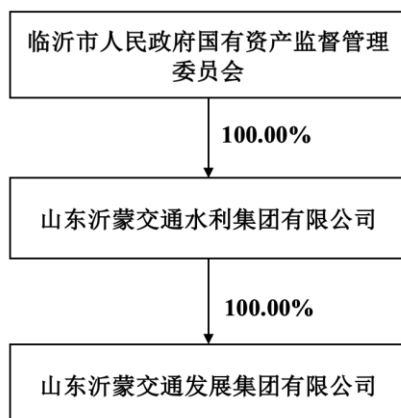 临沂市人民政府国有资产监督管理
委员会
100.00%
山东沂蒙交通水利集团有限公司
100.00%
山东沂蒙交通发展集团有限公司